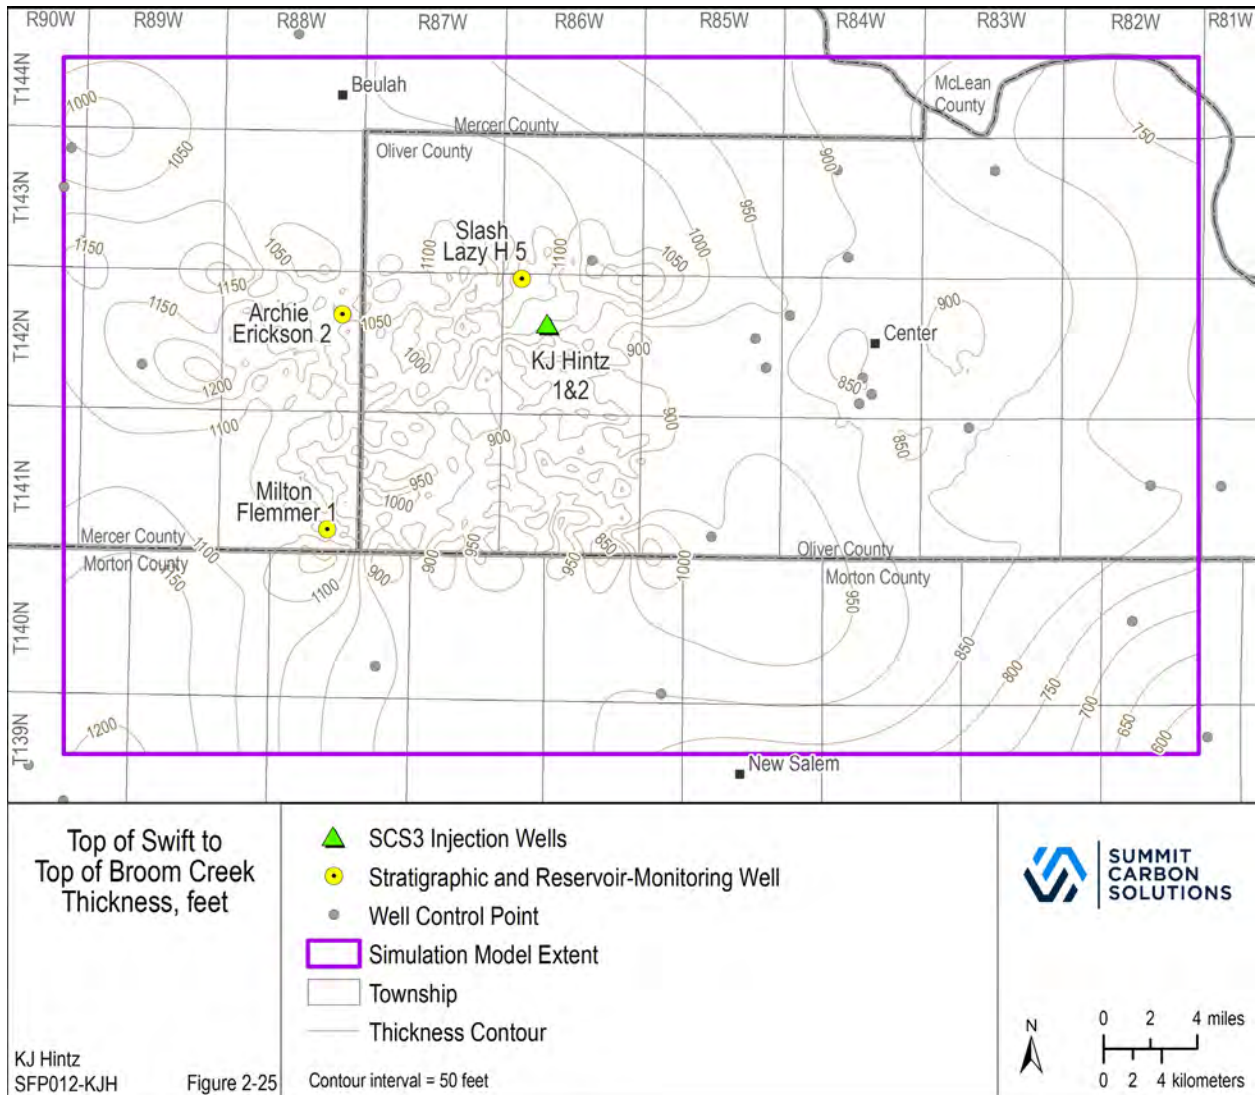 R90W R89W R88W R87W R86W R85W R84W R83W R82W R81W
T144N
T143N
T142N
T141N
T140N
T139N
Beulah
McLean
County
Mercer County
Oliver County
1000
1050
750
900
950
1000
1050
1150
1150
1050
1100
1100
1150
1050
1000
900
900
850
1200
1100
900
900
850
950
1000
Slash
Lazy H 5
Archie
Erickson 2
KJ Hintz
1&2
Center
Milton
Flemmer 1
Mercer County
Morton County
Oliver County
Morton County
1100
1150
1100
900
900
950
950
850
1000
950
850
800
750
700
650
600
1200
New Salem
Top of Swift to
Top of Broom Creek
Thickness, feet
KJ Hintz
SFP012-KJH Figure 2-25
SCS3 Injection Wells
Stratigraphic and Reservoir-Monitoring Well
Well Control Point
Simulation Model Extent
Township
Thickness Contour
Contour interval = 50 feet
SUMMIT
CARBON
SOLUTIONS
N
0 2 4 miles
0 2 4 kilometers